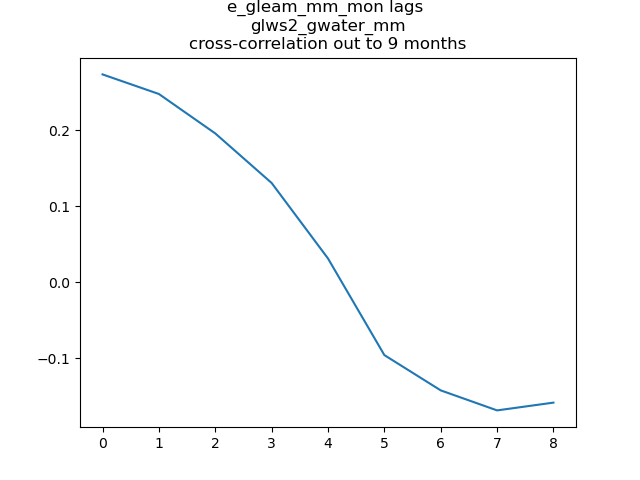 e_gleam_mm_mon lags
glws2_gwater_mm
cross-correlation out to 9 months
0.2
0.1
0.0
−0.1
0 1 2 3 4 5 6 7 8